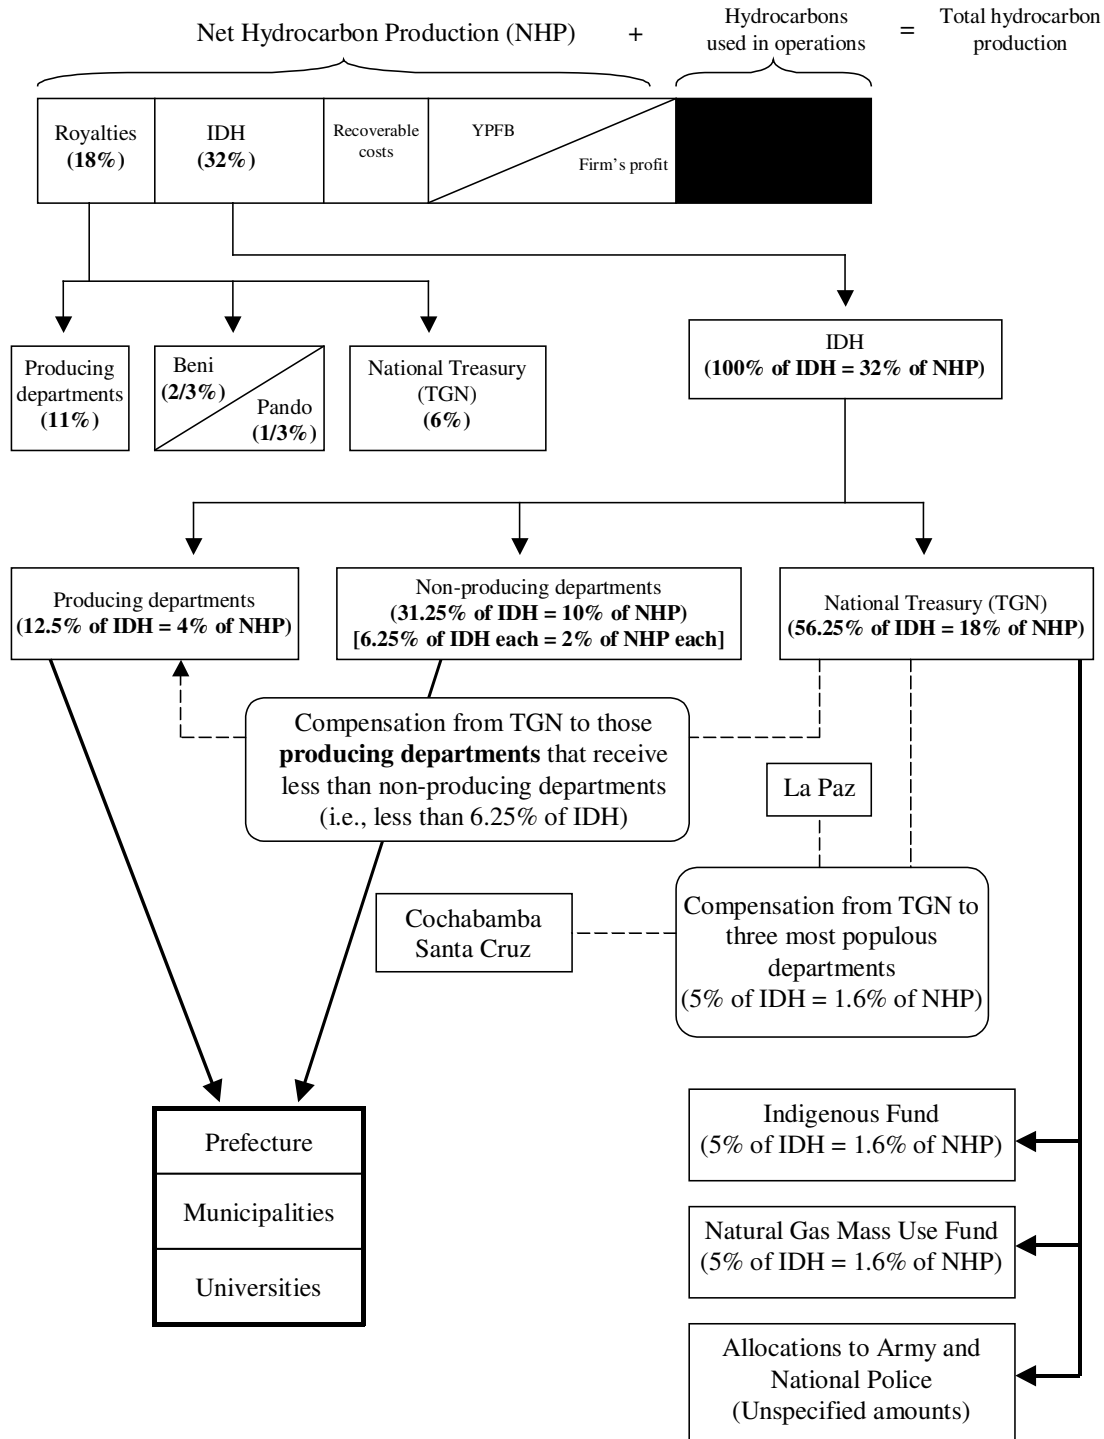 Net Hydrocarbon Production (NHP)
+
Hydrocarbons
used in operations
=
Total hydrocarbon
production
Royalties
(18%)
IDH
(32%)
Recoverable
costs
YPFB
Firm's profit
Producing
departments
(11%)
Beni
(2/3%)
Pando
(1/3%)
National Treasury
(TGN)
(6%)
IDH
(100% of IDH = 32% of NHP)
Producing departments
(12.5% of IDH = 4% of NHP)
Non-producing departments
(31.25% of IDH = 10% of NHP)
[6.25% of IDH each = 2% of NHP each]
National Treasury (TGN)
(56.25% of IDH = 18% of NHP)
Compensation from TGN to those
producing departments that receive
less than non-producing departments
(i.e., less than 6.25% of IDH)
La Paz
Cochabamba
Santa Cruz
Compensation from TGN to
three most populous
departments
(5% of IDH = 1.6% of NHP)
Prefecture
Municipalities
Universities
Indigenous Fund
(5% of IDH = 1.6% of NHP)
Natural Gas Mass Use Fund
(5% of IDH = 1.6% of NHP)
Allocations to Army and
National Police
(Unspecified amounts)